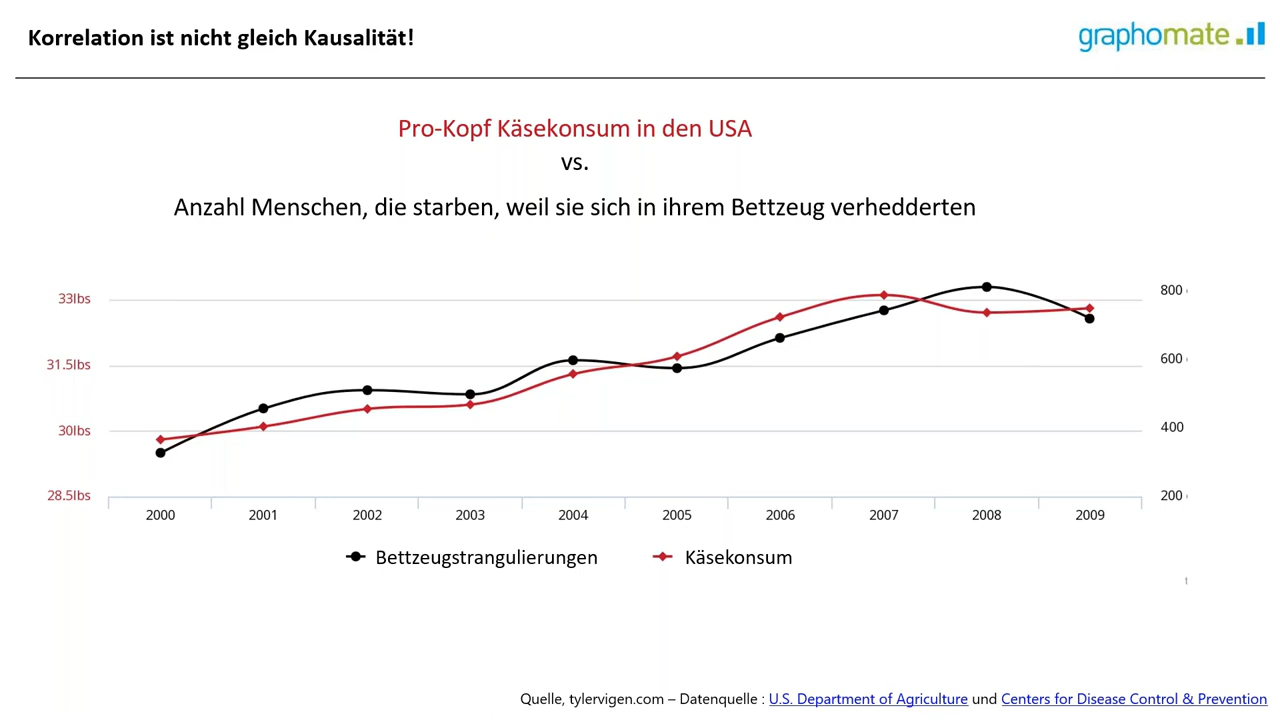 Korrelation ist nicht gleich Kausalität!
graphomate
Pro-Kopf Käsekonsum in den USA
vs.
Anzahl Menschen, die starben, weil sie sich in ihrem Bettzeug verhedderten
33lbs
31.5lbs
30lbs
28.5lbs
800
600
400
200
2000 2001 2002 2003 2004 2005 2006 2007 2008 2009
Bettzeugstrangulierungen Käsekonsum
Quelle, tylervigen.com – Datenquelle : U.S. Department of Agriculture und Centers for Disease Control & Prevention